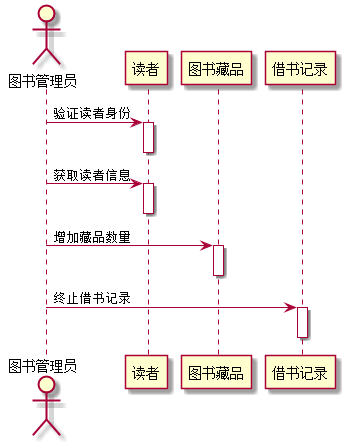 图书管理员
读者
图书藏品
借书记录
验证读者身份
获取读者信息
增加藏品数量
终止借书记录
图书管理员
读者
图书藏品
借书记录